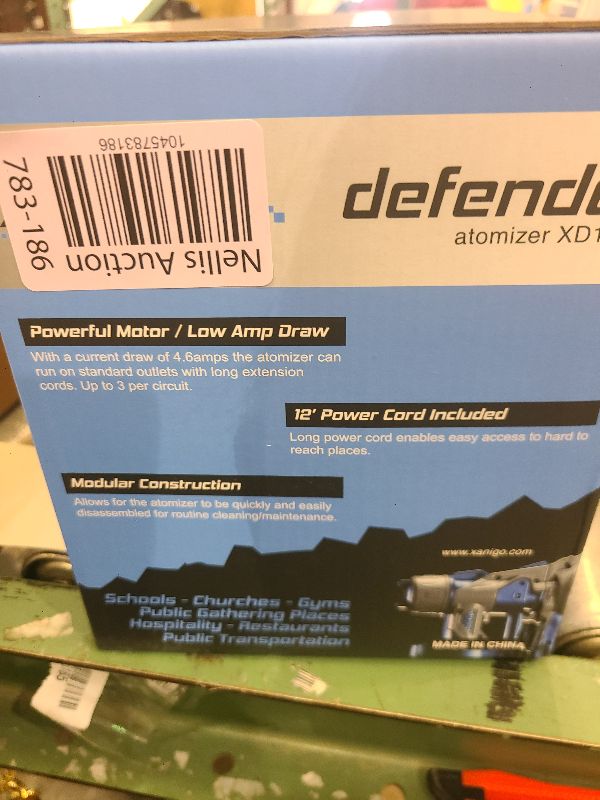 1045783186
783-186
Nellis Auction
defende
atomizer XD1
Powerful Motor / Low Amp Draw
With a current draw of 4.6amps the atomizer can
run on standard outlets with long extension
cords. Up to 3 per circuit.
12' Power Cord Included
Long power cord enables easy access to hard to
reach places.
Modular Construction
Allows for the atomizer to be quickly and easily
disassembled for routine cleaning/maintenance.
www.xanigo.com
Schools - Churches - Gyms
Public Gathering Places
Hospitality - Restaurants
Public Transportation
MADE IN CHINA